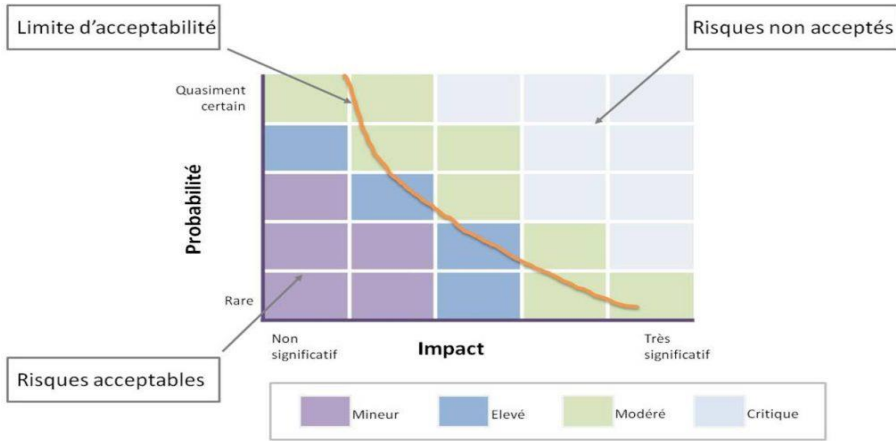 Limite d’acceptabilité
Risques non acceptés
Quasiment
certain
Probabilité
Rare
Non
significatif
Impact
Très
significatif
Risques acceptables
Mineur
Elevé
Modéré
Critique